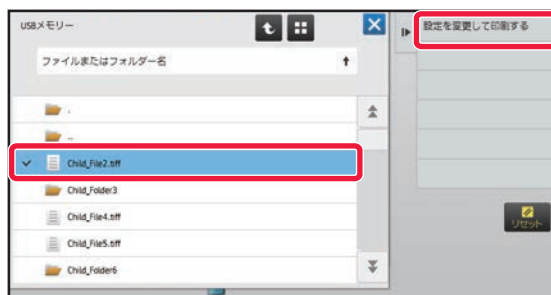 USBメモリー
設定を変更して印刷する
ファイルまたはフォルダー名
.
..
Child_File2.tiff
Child_Folder3
Child_File4.tiff
Child_File5.tiff
Child_Folder6
リセット